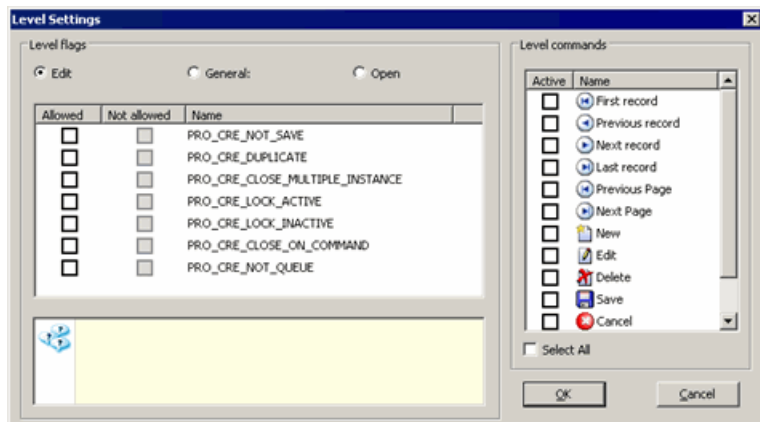 Level Settings
Level flags
Edit
General:
Open
Allowed Not allowed Name
PRO_CRE_NOT_SAVE
PRO_CRE_DUPLICATE
PRO_CRE_CLOSE_MULTIPLE_INSTANCE
PRO_CRE_LOCK_ACTIVE
PRO_CRE_LOCK_INACTIVE
PRO_CRE_CLOSE_ON_COMMAND
PRO_CRE_NOT_QUEUE
Level commands
Active Name
First record
Previous record
Next record
Last record
Previous Page
Next Page
New
Edit
Delete
Save
Cancel
Select All
OK
Cancel